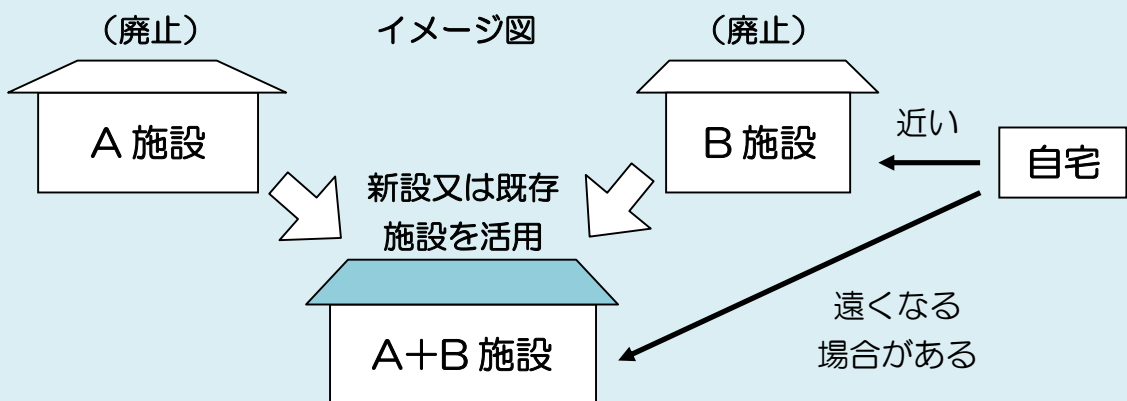 （廃止）
イメージ図
（廃止）
A 施設
B 施設
近い
自宅
新設又は既存
施設を活用
A＋B 施設
遠くなる
場合がある